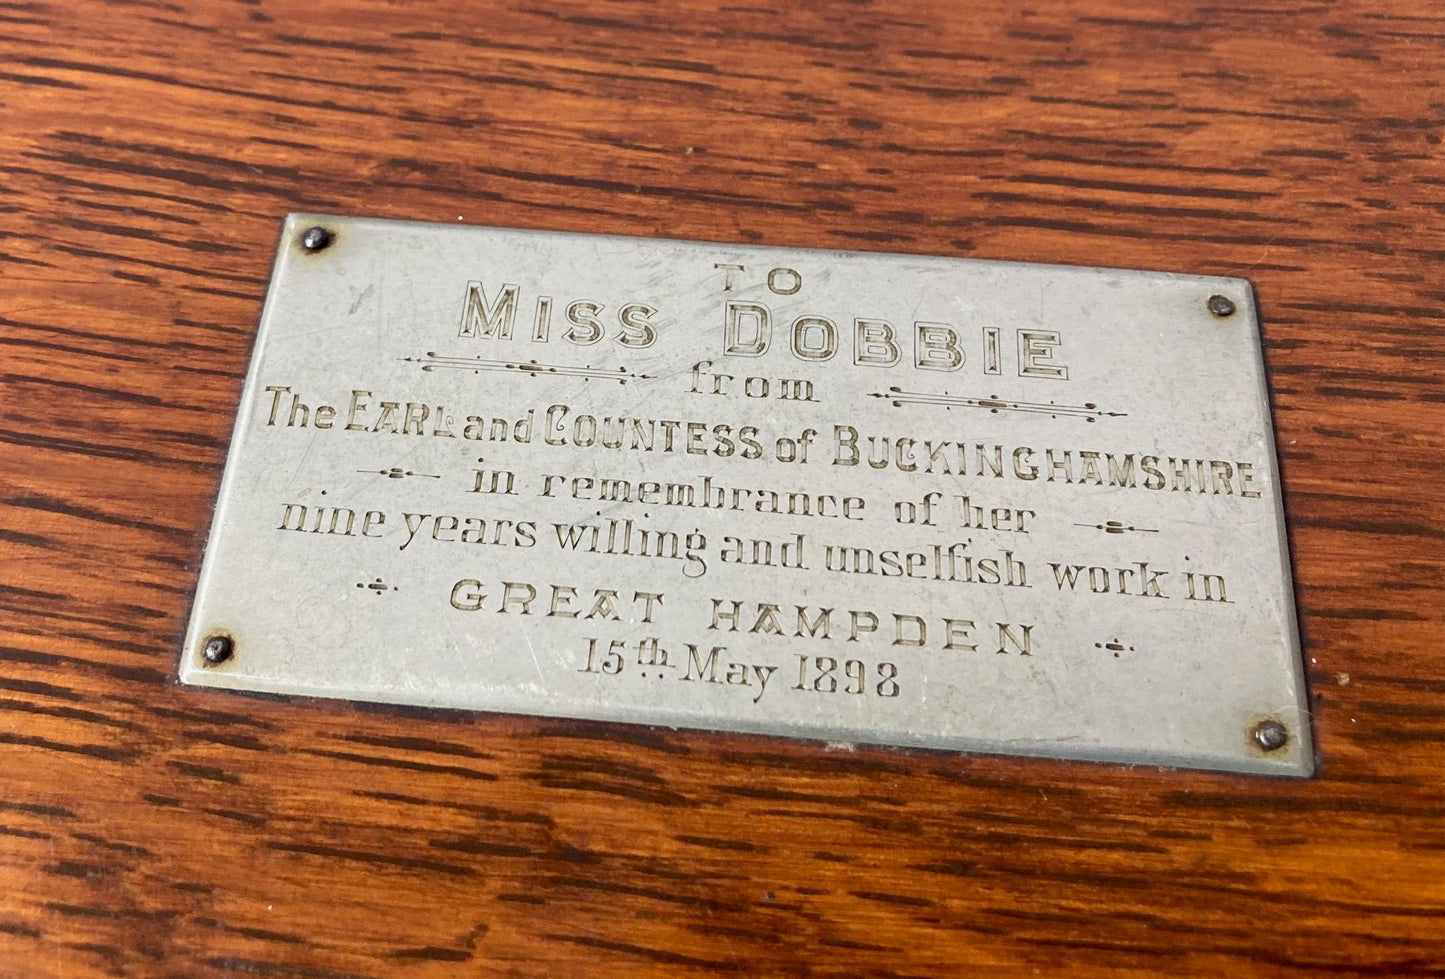 TO
MISS DOBBIE
from
The EARL and COUNTESS of BUCKINGHAMSHIRE
in remembrance of her
nine years willing and unselfish work in
GREAT HAMPDEN
15th. May 1898